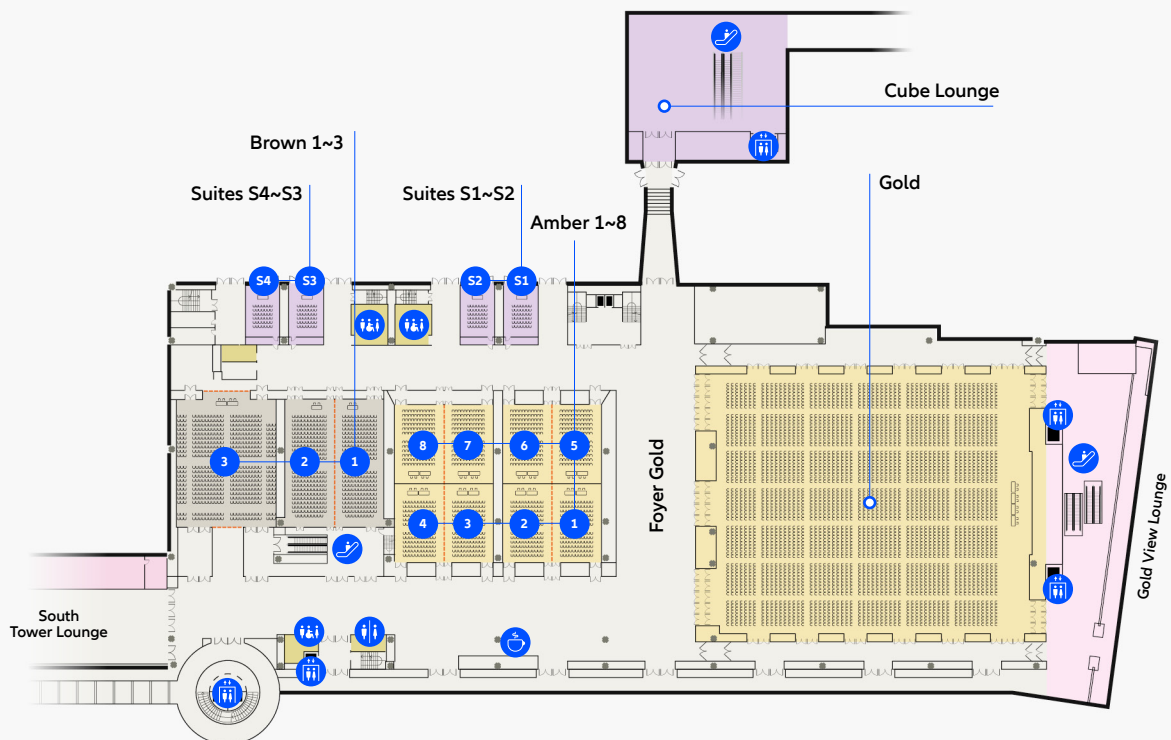 Cube Lounge
Brown 1~3
Suites S4~S3
Suites S1~S2
Gold
Amber 1~8
S4
S3
S2
S1
8
7
6
5
3
2
1
4
3
2
1
Foyer Gold
Gold View Lounge
South
Tower Lounge